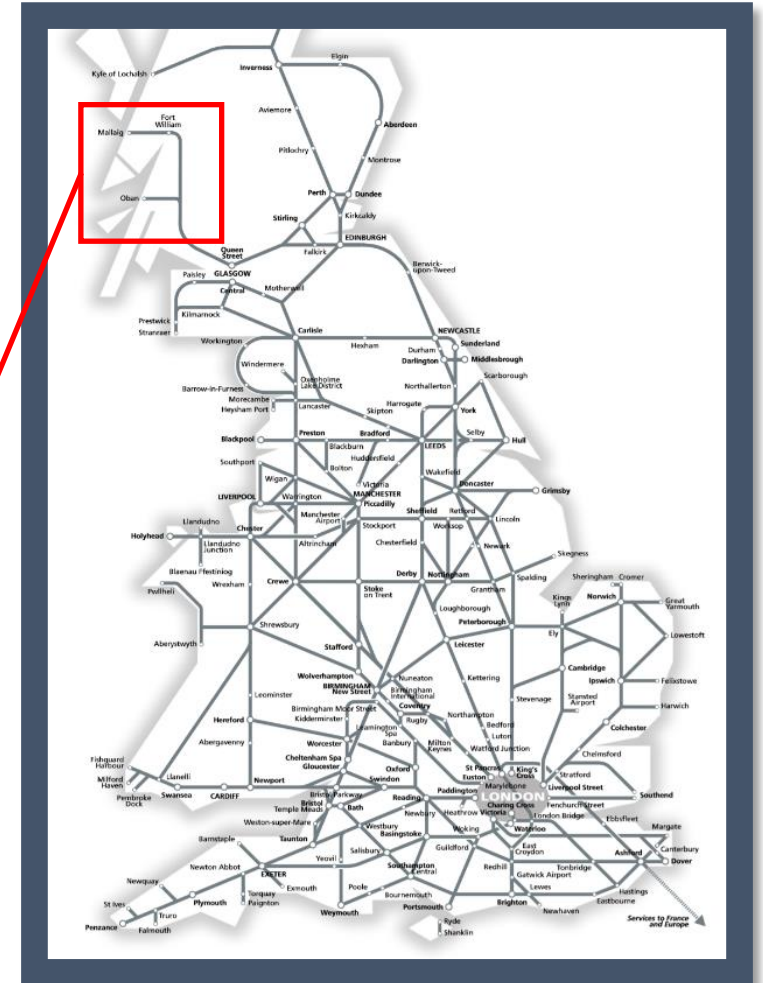 Elgin
Inverness
Kyle of Lochalsh
Aviemore
Fort
William
Mallaig
Aberdeen
Pitlochry
Montrose
Oban
Perth
Dundee
Stirling
Kirkcaldy
Queen
Street
Falkirk
EDINBURGH
Berwick-
upon-Tweed
Paisley
GLASGOW
Central
Motherwell
Prestwick
Stranraer
Kilmarnock
Carlisle
NEWCASTLE
Workington
Hexham
Durham
Sunderland
Darlington
Middlesbrough
Windermere
Oxenholme
Lake District
Scarborough
Barrow-in-Furness
Northallerton
Morecambe
Heysham Port
Lancaster
Harrogate
Skipton
York
Blackpool
Preston
Bradford
Selby
Blackburn
LEEDS
Hull
Southport
Bolton
Huddersfield
Wakefield
Wigan
Victoria
Doncaster
LIVERPOOL
Warrington
MANCHESTER
Piccadilly
Grimsby
Manchester
Airport
Sheffield
Retford
Llandudno
Chester
Stockport
Worksop
Lincoln
Holyhead
Llandudno
Junction
Altrincham
Chesterfield
Newark
Blaenau Ffestiniog
Skegness
Pwllheli
Wrexham
Crewe
Stoke
on Trent
Derby
Nottingham
Grantham
Spalding
Sheringham
Cromer
Loughborough
Kings
Lynn
Norwich
Great
Yarmouth
Aberystwyth
Shrewsbury
Peterborough
Ely
Lowestoft
Stafford
Leicester
Wolverhampton
BIRMINGHAM
New Street
Nuneaton
Birmingham
International
Kettering
Cambridge
Ipswich
Felixstowe
Leominster
Birmingham Moor Street
Coventry
Stevenage
Stansted
Airport
Harwich
Kidderminster
Rugby
Northampton
Hereford
Leamington
Spa
Bedford
Colchester
Abergavenny
Worcester
Banbury
Milton
Keynes
Luton
Watford Junction
Chelmsford
Fishguard
Harbour
Cheltenham Spa
Gloucester
Oxford
St Pancras
Euston
King's
Cross
Stratford
Milford
Haven
Llanelli
Newport
Swindon
Marylebone
Liverpool Street
Pembroke
Dock
Swansea
CARDIFF
Bristol Parkway
Reading
Paddington
LONDON
Southend
Bristol
Temple Meads
Bath
Newbury
Heathrow
Victoria
Charing Cross
Fenchurch Street
London Bridge
Ebbsfleet
Weston-super-Mare
Westbury
Basingstoke
Woking
Waterloo
Margate
Barnstaple
Taunton
Salisbury
Guildford
East
Croydon
Canterbury
Newton Abbot
Yeovil
Southampton
Central
Redhill
Tonbridge
Ashford
Dover
EXETER
Gatwick Airport
Newquay
Exmouth
Poole
Bournemouth
Lewes
Hastings
St Ives
Plymouth
Torquay
Paignton
Weymouth
Portsmouth
Brighton
Newhaven
Eastbourne
Truro
Penzance
Falmouth
Ryde
Shanklin
Services to France
and Europe